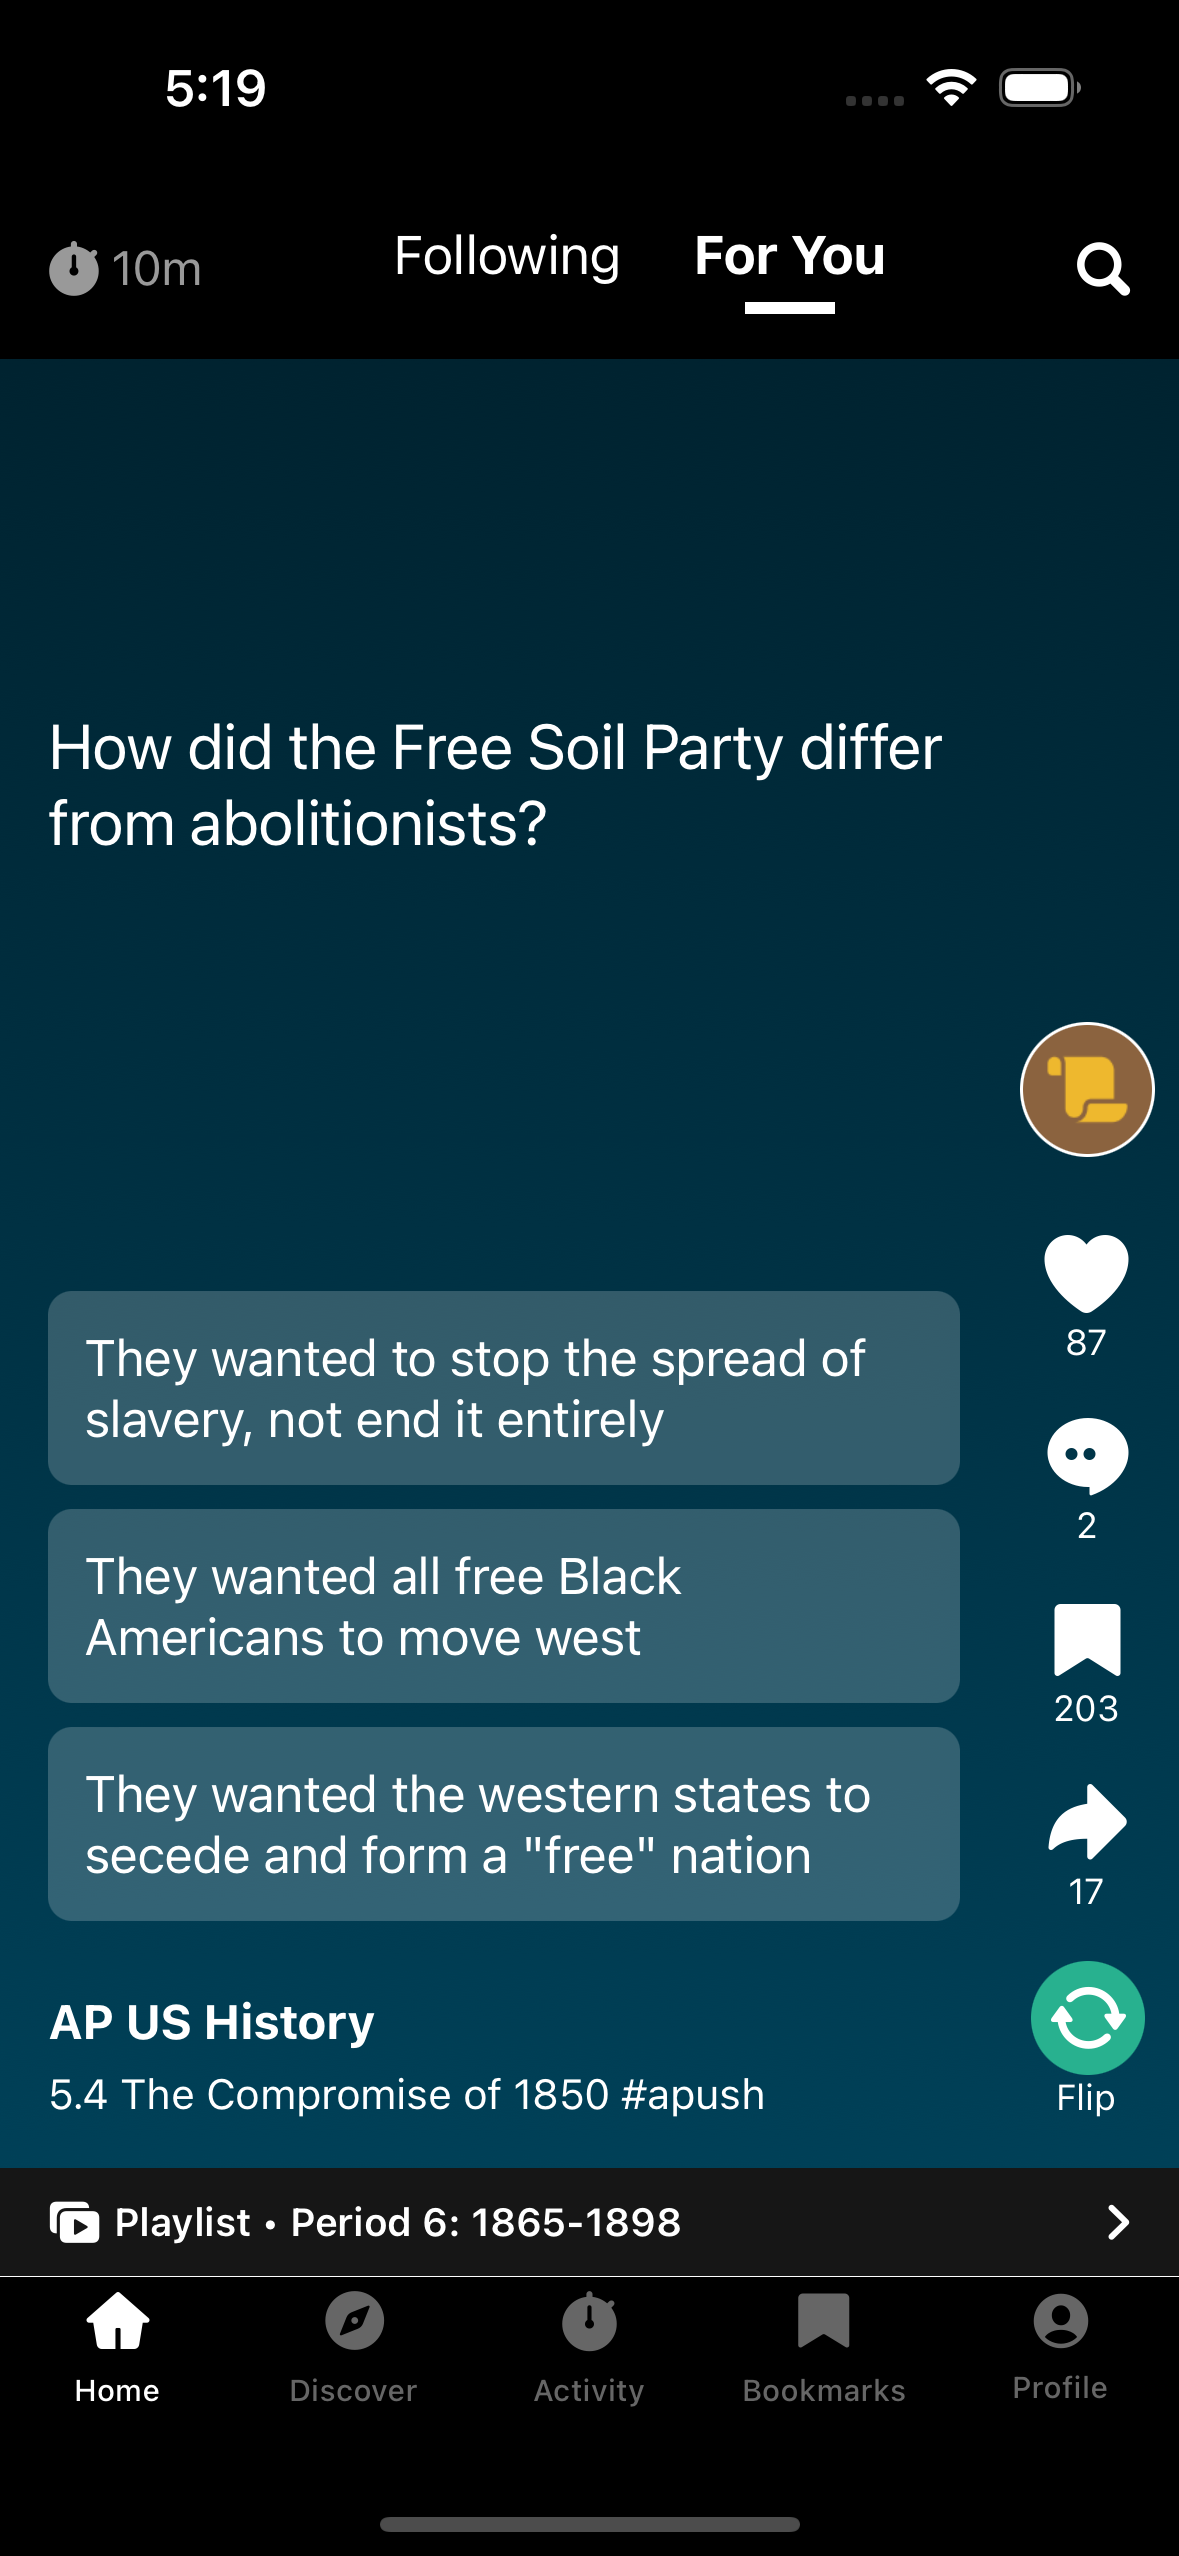 5:19
10m
Following
For You
How did the Free Soil Party differ
from abolitionists?
They wanted to stop the spread of
slavery, not end it entirely
They wanted all free Black
Americans to move west
They wanted the western states to
secede and form a "free" nation
87
2
203
17
Flip
AP US History
5.4 The Compromise of 1850 #apush
Playlist • Period 6: 1865-1898
Home
Discover
Activity
Bookmarks
Profile